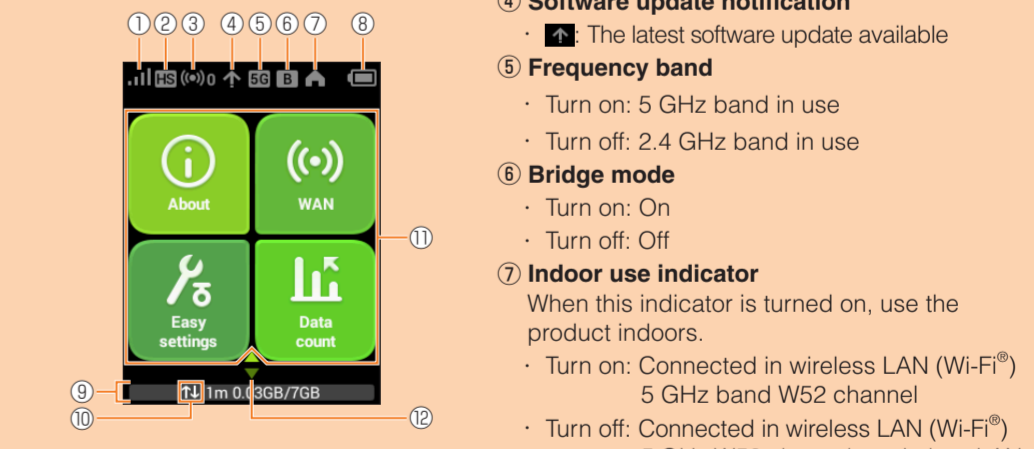 ①②③ ④⑤⑥ ⑦ ⑧
HS 0 5G B
About
WAN
Easy
settings
Data
count
⑪
⑨
1m 0.03GB/7GB
⑩
⑫
④ Software update notification
· : The latest software update available
⑤ Frequency band
· Turn on: 5 GHz band in use
· Turn off: 2.4 GHz band in use
⑥ Bridge mode
· Turn on: On
· Turn off: Off
⑦ Indoor use indicator
When this indicator is turned on, use the
product indoors.
· Turn on: Connected in wireless LAN (Wi-Fi®)
5 GHz band W52 channel
· Turn off: Connected in wireless LAN (Wi-Fi®)